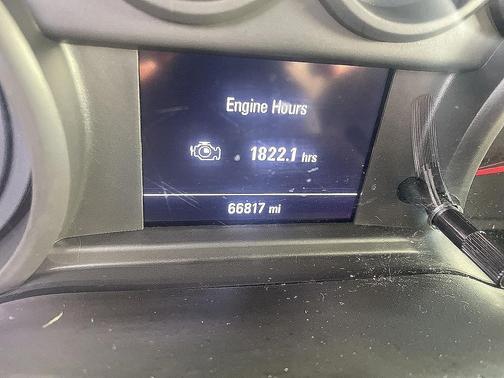 Engine Hours
1822.1 hrs
66817 mi